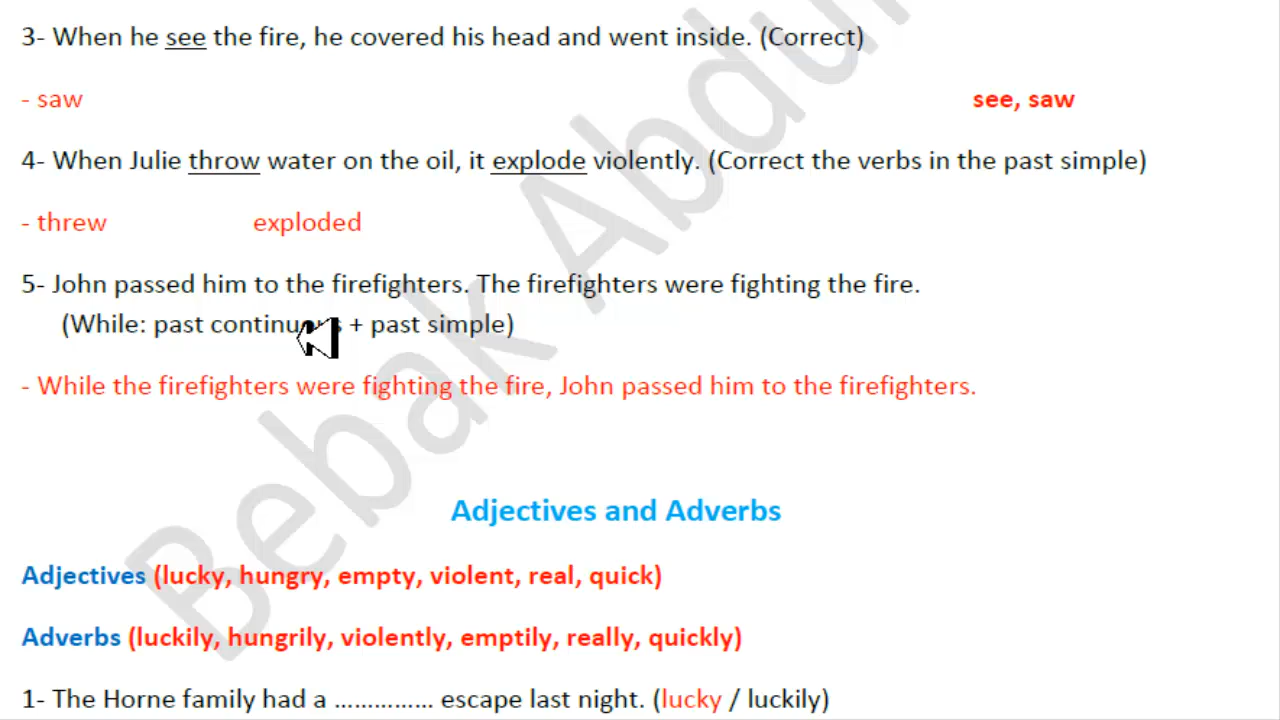 3- When he see the fire, he covered his head and went inside. (Correct)
- saw see, saw
4- When Julie throw water on the oil, it explode violently. (Correct the verbs in the past simple)
- threw exploded
5- John passed him to the firefighters. The firefighters were fighting the fire.
(While: past continuous + past simple)
- While the firefighters were fighting the fire, John passed him to the firefighters.
Adjectives and Adverbs
Adjectives (lucky, hungry, empty, violent, real, quick)
Adverbs (luckily, hungrily, violently, emptily, really, quickly)
1- The Horne family had a …………… escape last night. (lucky / luckily)
Bebak